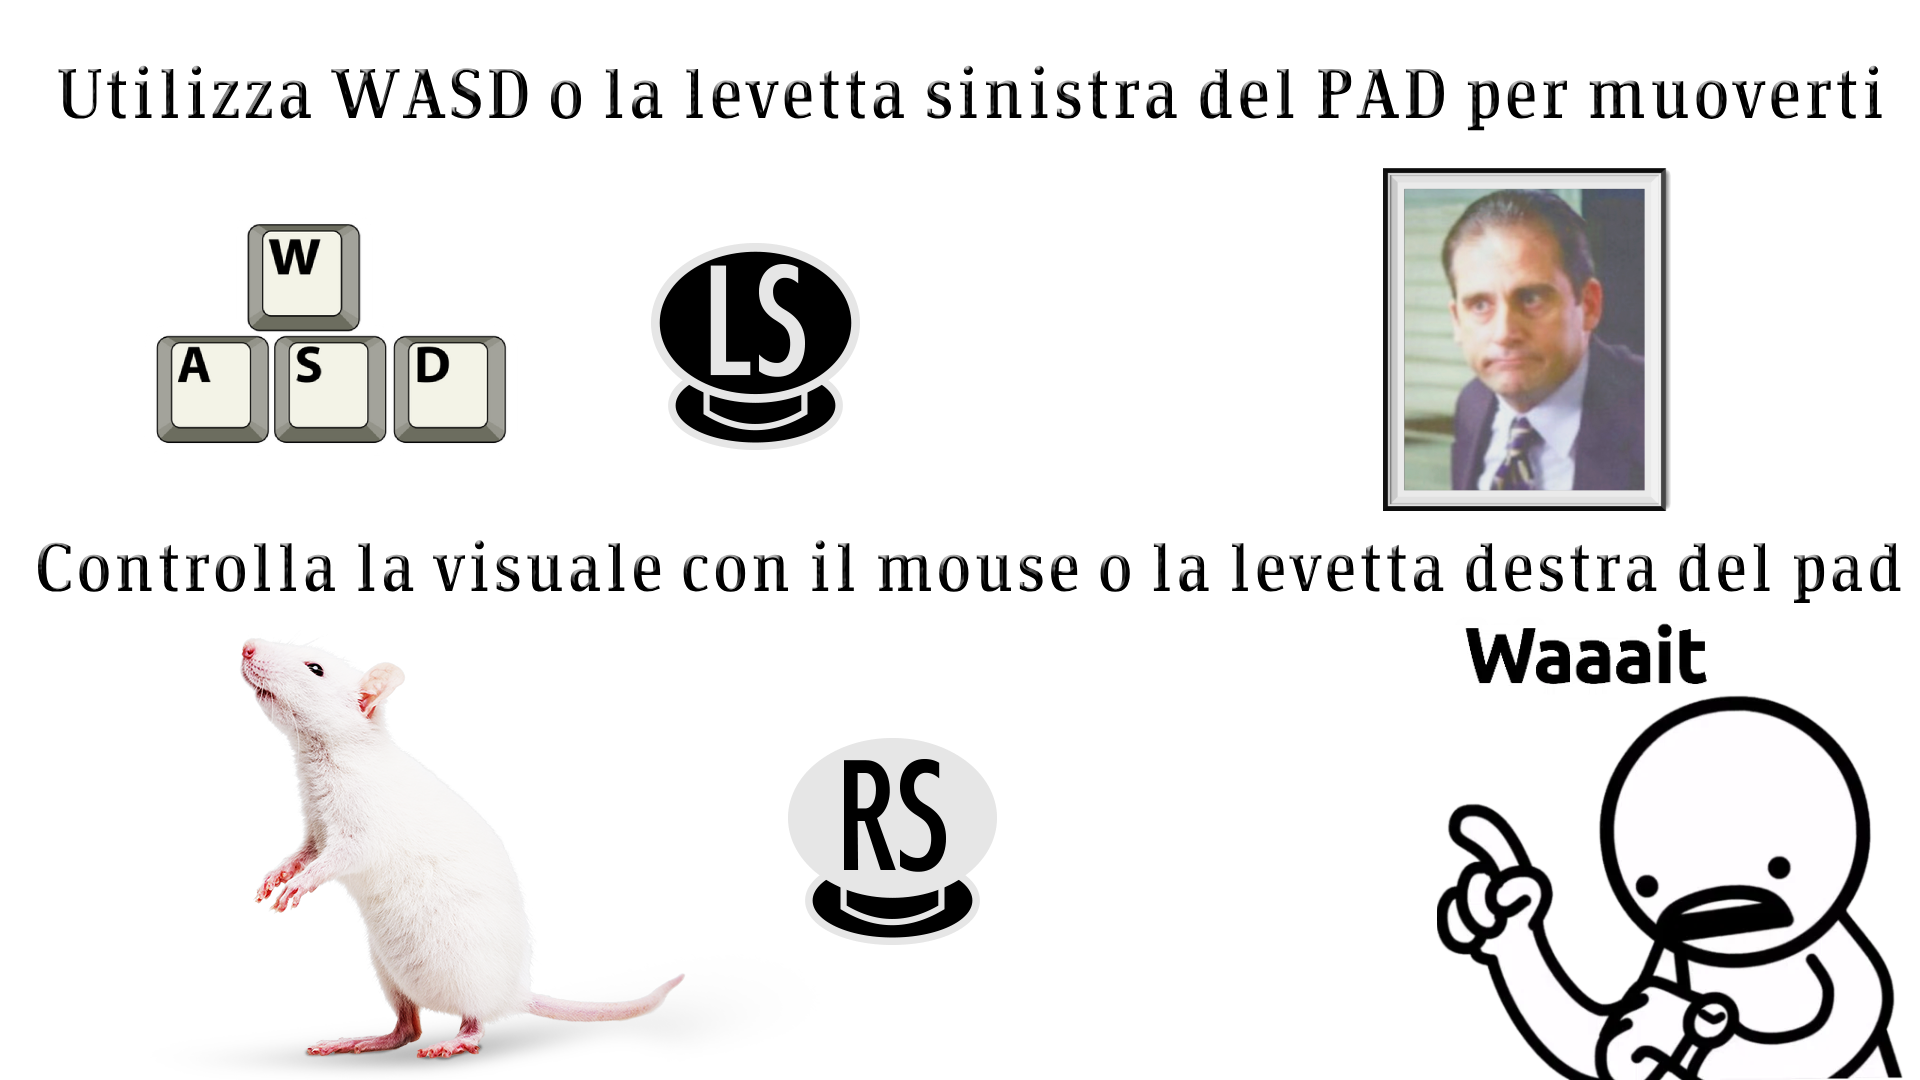 Utilizza WASD o la levetta sinistra del PAD per muoverti
W
A S D
LS
Controlla la visuale con il mouse o la levetta destra del pad
Waaait
RS